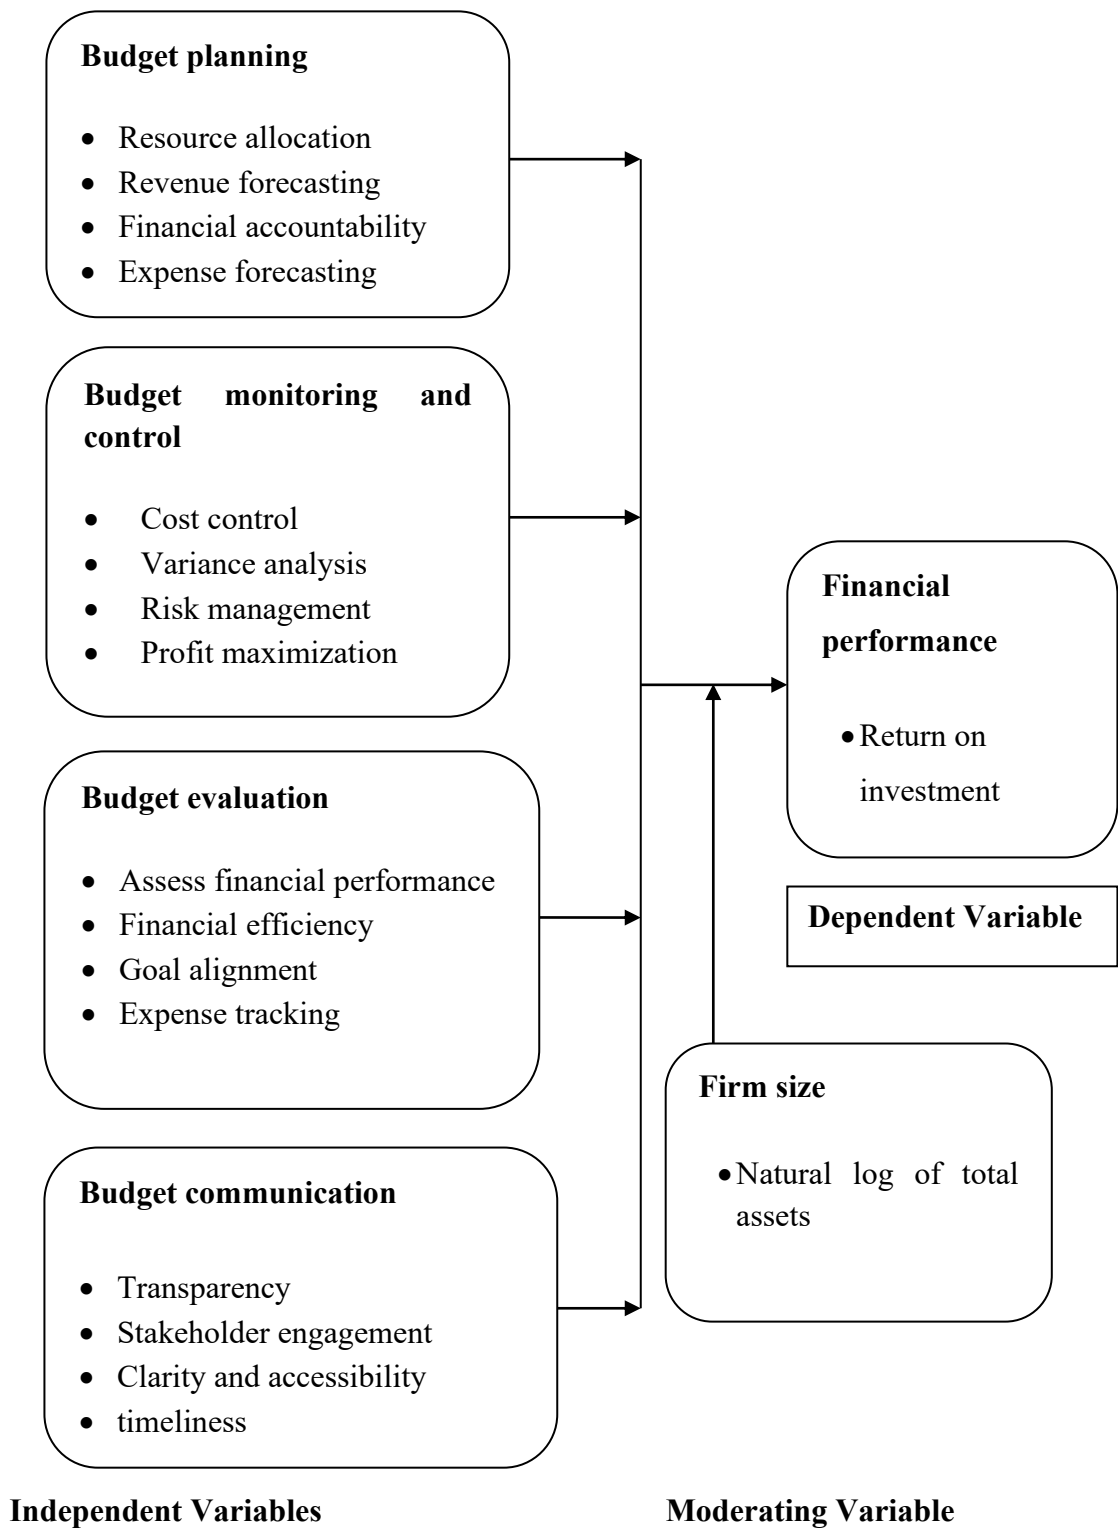 Budget planning
• Resource allocation
• Revenue forecasting
• Financial accountability
• Expense forecasting
Budget monitoring and
control
• Cost control
• Variance analysis
• Risk management
• Profit maximization
Budget evaluation
• Assess financial performance
• Financial efficiency
• Goal alignment
• Expense tracking
Budget communication
• Transparency
• Stakeholder engagement
• Clarity and accessibility
• timeliness
Independent Variables
Financial
performance
• Return on
investment
Dependent Variable
Firm size
• Natural log of total
assets
Moderating Variable